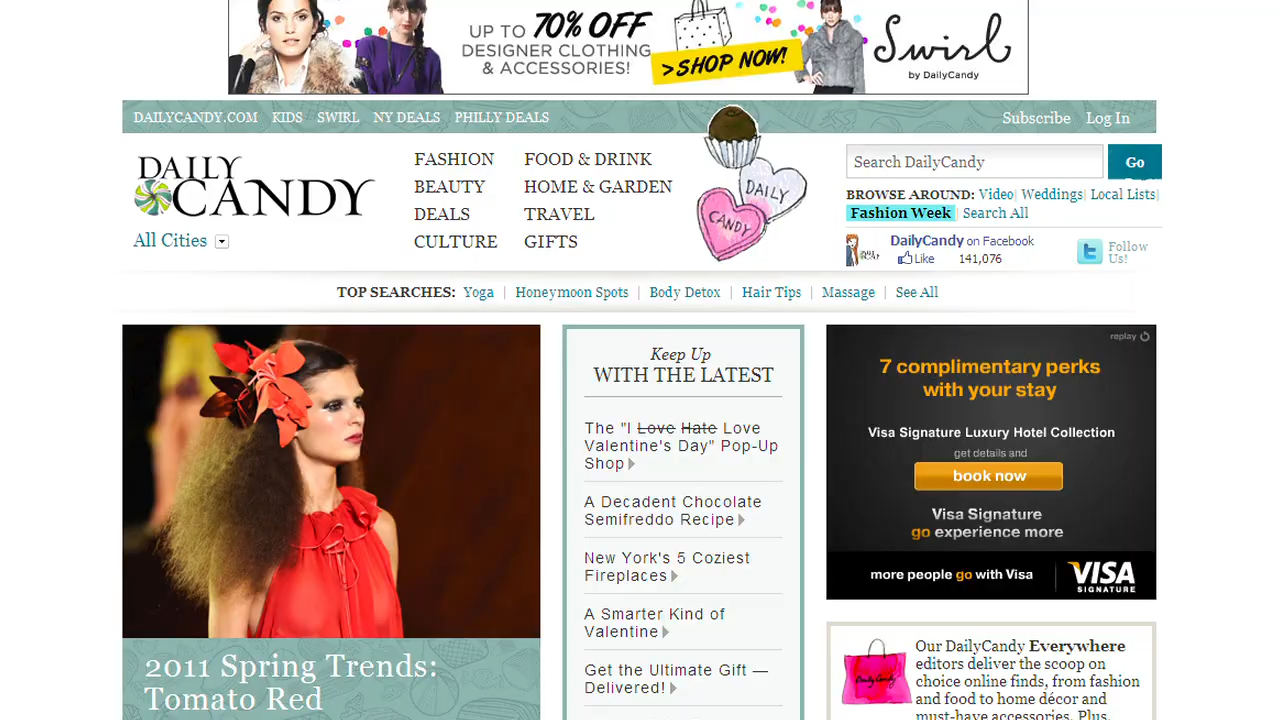 UP TO 70% OFF
DESIGNER CLOTHING
& ACCESSORIES!
>SHOP NOW!
Swirl
by DailyCandy
DAILYCANDY.COM KIDS SWIRL NY DEALS PHILLY DEALS
Subscribe Log In
DAILY
CANDY
All Cities
FASHION FOOD & DRINK
BEAUTY HOME & GARDEN
DEALS TRAVEL
CULTURE GIFTS
DAILY
CANDY
Search DailyCandy Go
BROWSE AROUND: Video| Weddings| Local Lists|
Fashion Week | Search All
DailyCandy on Facebook
Like 141,076
Follow
Us!
TOP SEARCHES: Yoga | Honeymoon Spots | Body Detox | Hair Tips | Massage | See All
2011 Spring Trends:
Tomato Red
Keep Up
WITH THE LATEST
The "I Love Hate Love
Valentine's Day" Pop-Up
Shop
A Decadent Chocolate
Semifreddo Recipe
New York's 5 Coziest
Fireplaces
A Smarter Kind of
Valentine
Get the Ultimate Gift —
Delivered!
replay
7 complimentary perks
with your stay
Visa Signature Luxury Hotel Collection
get details and
book now
Visa Signature
go experience more
more people go with Visa
VISA
SIGNATURE
DailyCandy
Our DailyCandy Everywhere
editors deliver the scoop on
choice online finds, from fashion
and food to home décor and
must-have accessories. Plus,